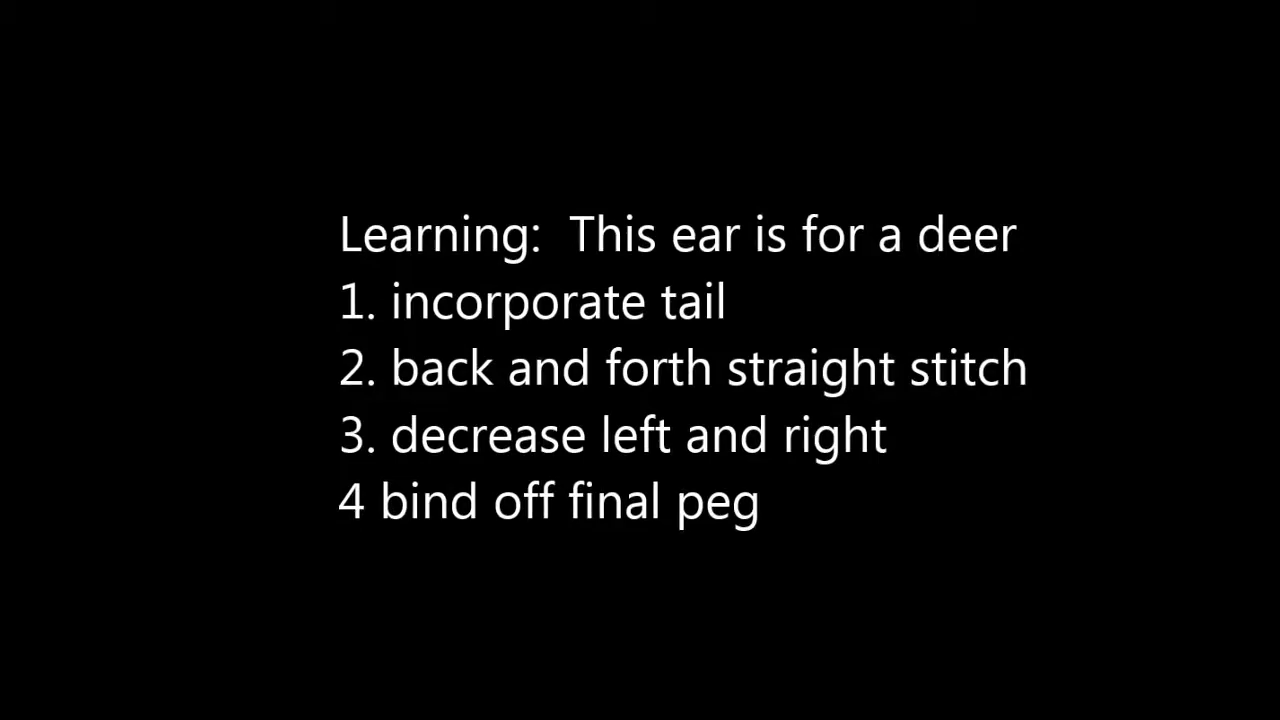 Learning:  This ear is for a deer
1. incorporate tail
2. back and forth straight stitch
3. decrease left and right
4 bind off final peg